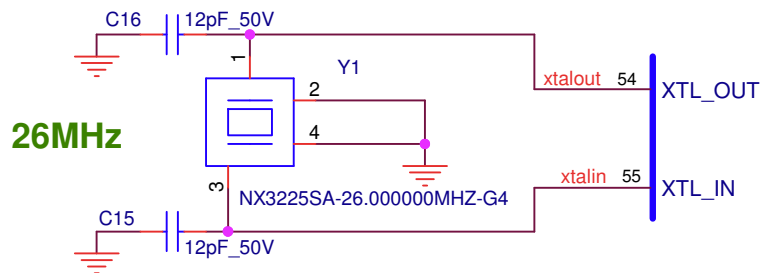 C16 12pF_50V
1
Y1
xtalout 54
XTL_OUT
2
26MHz
4
3
NX3225SA-26.000000MHZ-G4
xtalin 55
XTL_IN
C15
12pF_50V